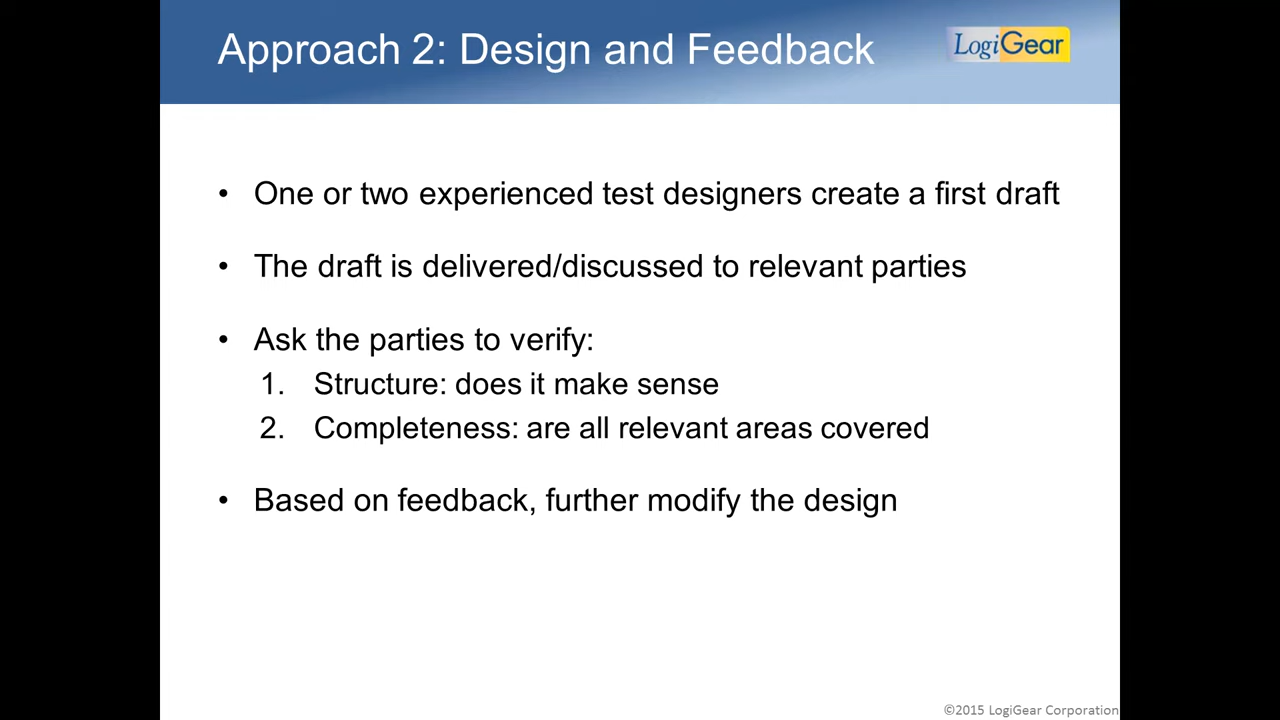 Approach 2: Design and Feedback
LogiGear
• One or two experienced test designers create a first draft
• The draft is delivered/discussed to relevant parties
• Ask the parties to verify:
1. Structure: does it make sense
2. Completeness: are all relevant areas covered
• Based on feedback, further modify the design
©2015 LogiGear Corporation